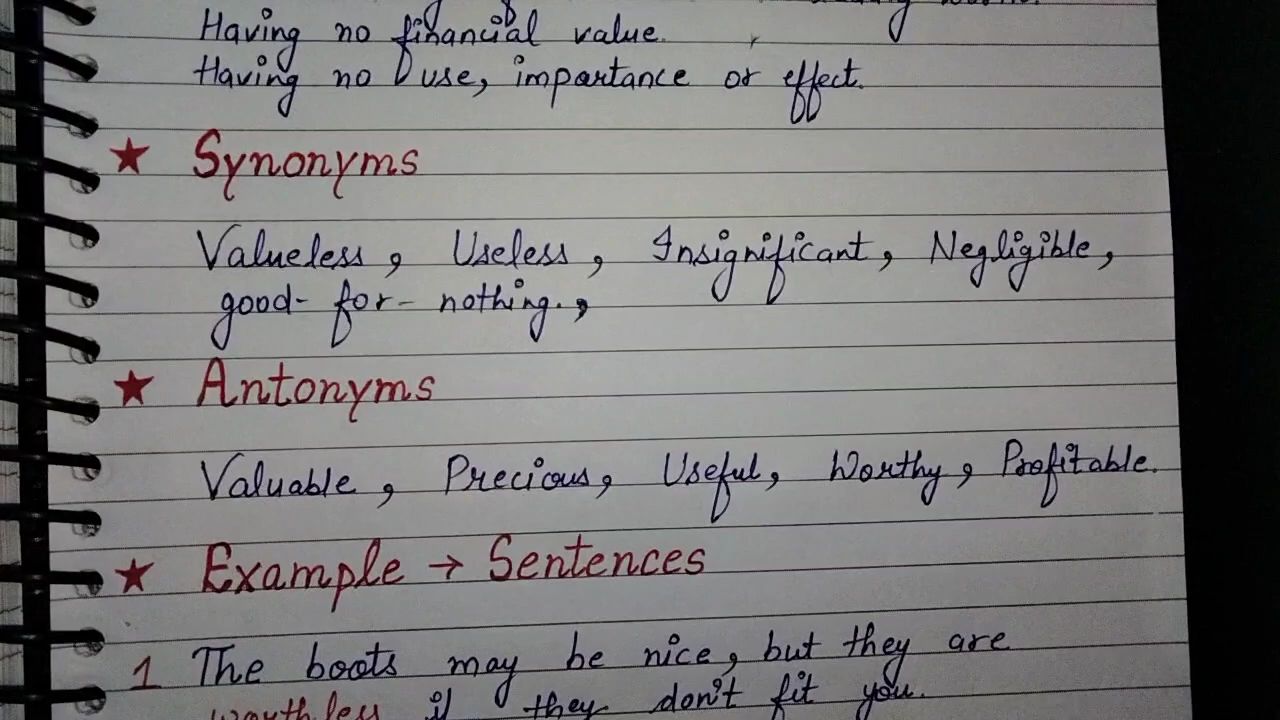 Having no financial value.
Having no use, importance or effect.
★ Synonyms
Valueless, Useless, Insignificant, Negligible,
good-for-nothing.,
★ Antonyms
Valuable, Precious, Useful, Worthy, Profitable.
★ Example → Sentences
1 The boots may be nice, but they are
worthless if they don't fit you.